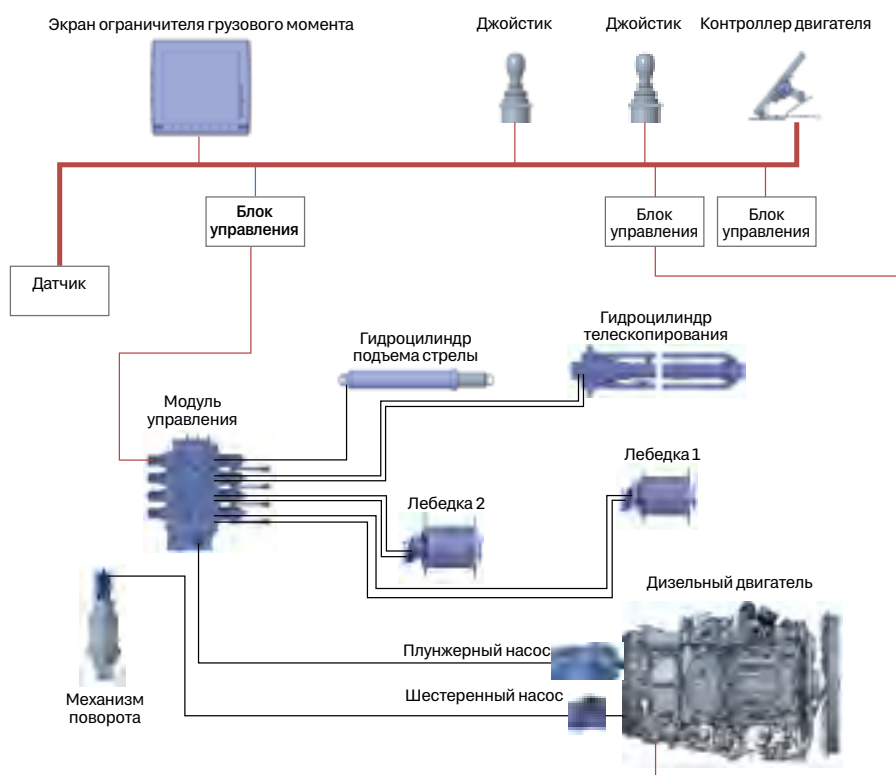 Экран ограничителя грузового момента
Джойстик
Джойстик
Контроллер двигателя
Блок
управления
Блок
управления
Блок
управления
Датчик
Гидроцилиндр
телескопирования
Гидроцилиндр
подъема стрелы
Модуль
управления
Лебедка 1
Лебедка 2
Дизельный двигатель
Плунжерный насос
Шестеренный насос
Механизм
поворота